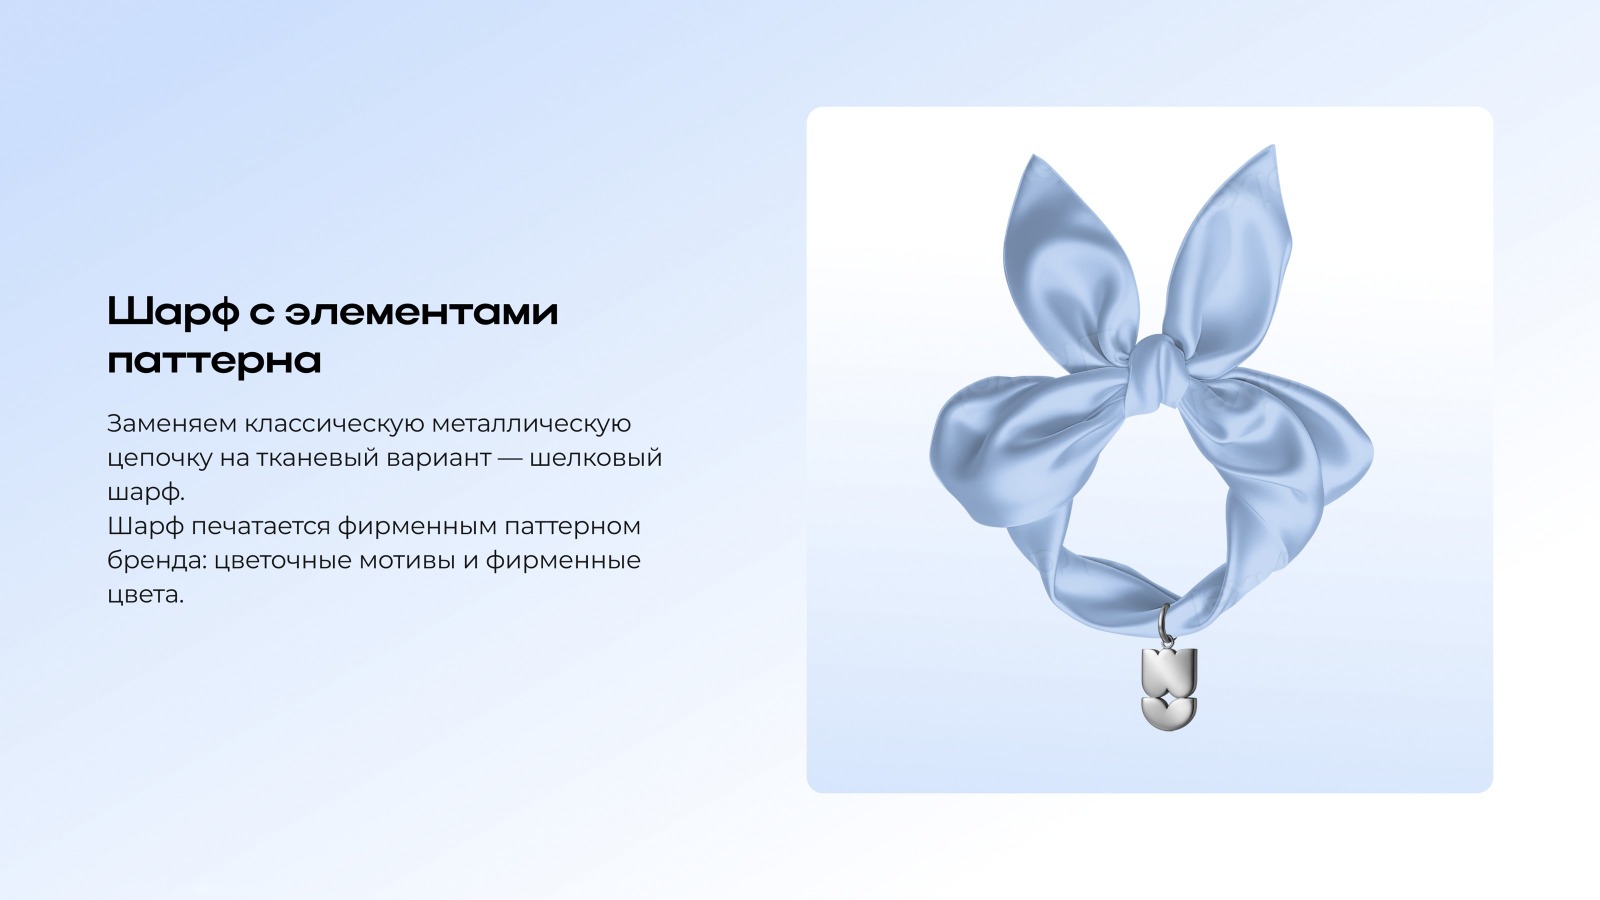 Шарф с элементами
паттерна
Заменяем классическую металлическую
цепочку на тканевый вариант — шелковый
шарф.
Шарф печатается фирменным паттерном
бренда: цветочные мотивы и фирменные
цвета.